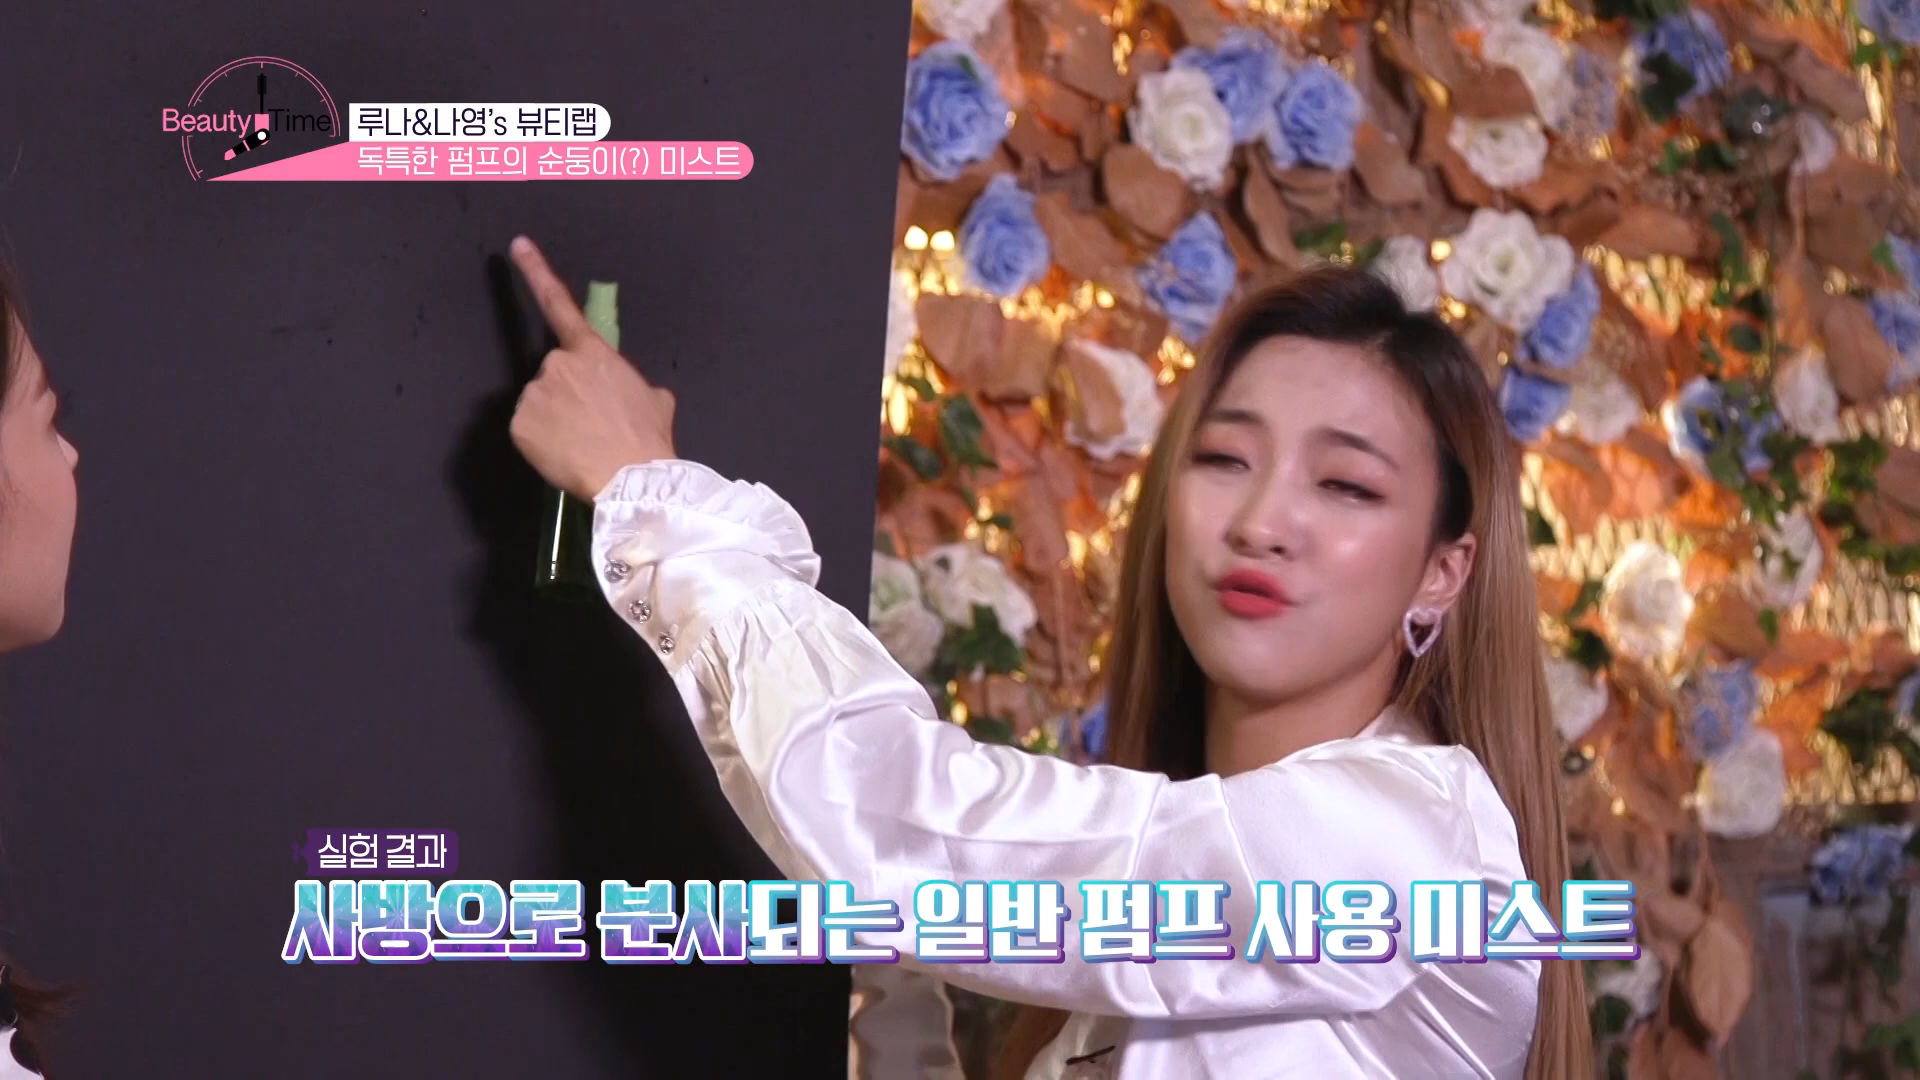 Beauty Time
루나&나영's 뷰티랩
독특한 펌프의 순둥이(?) 미스트
실험 결과
사방으로 분사되는 일반 펌프 사용 미스트